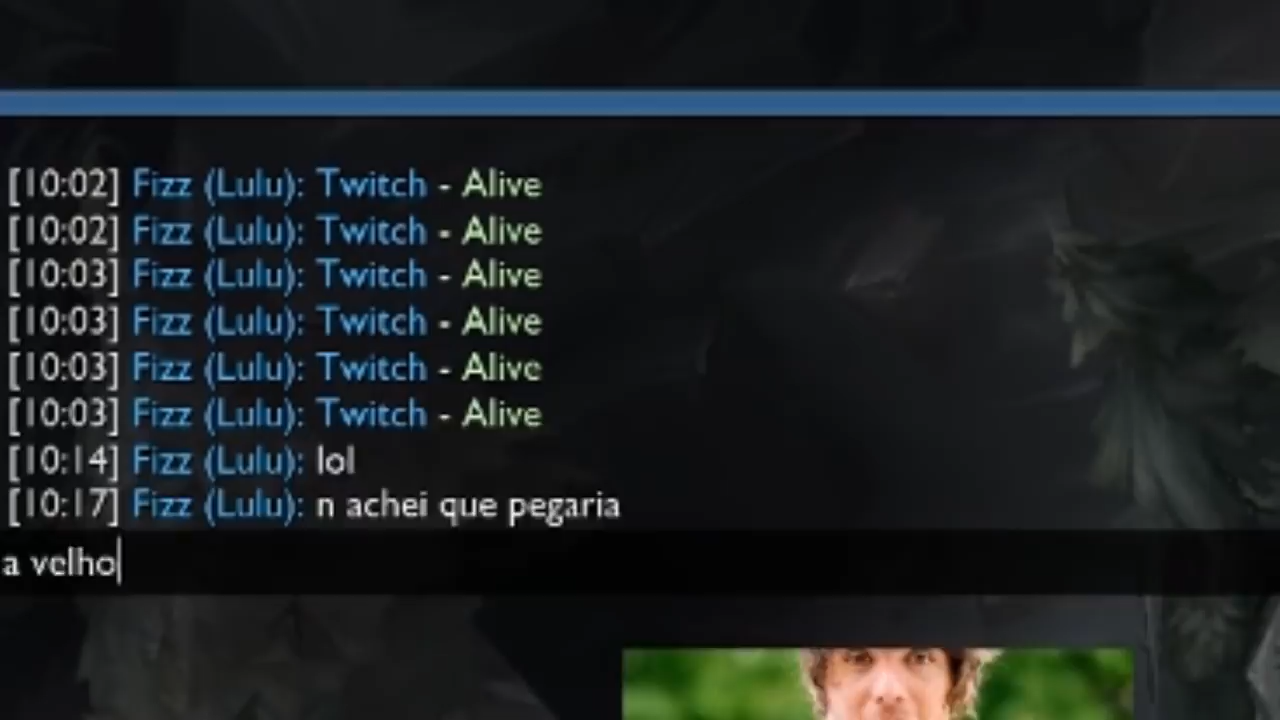 [10:02] Fizz (Lulu): Twitch - Alive
[10:02] Fizz (Lulu): Twitch - Alive
[10:03] Fizz (Lulu): Twitch - Alive
[10:03] Fizz (Lulu): Twitch - Alive
[10:03] Fizz (Lulu): Twitch - Alive
[10:03] Fizz (Lulu): Twitch - Alive
[10:14] Fizz (Lulu): lol
[10:17] Fizz (Lulu): n achei que pegaria
a velho